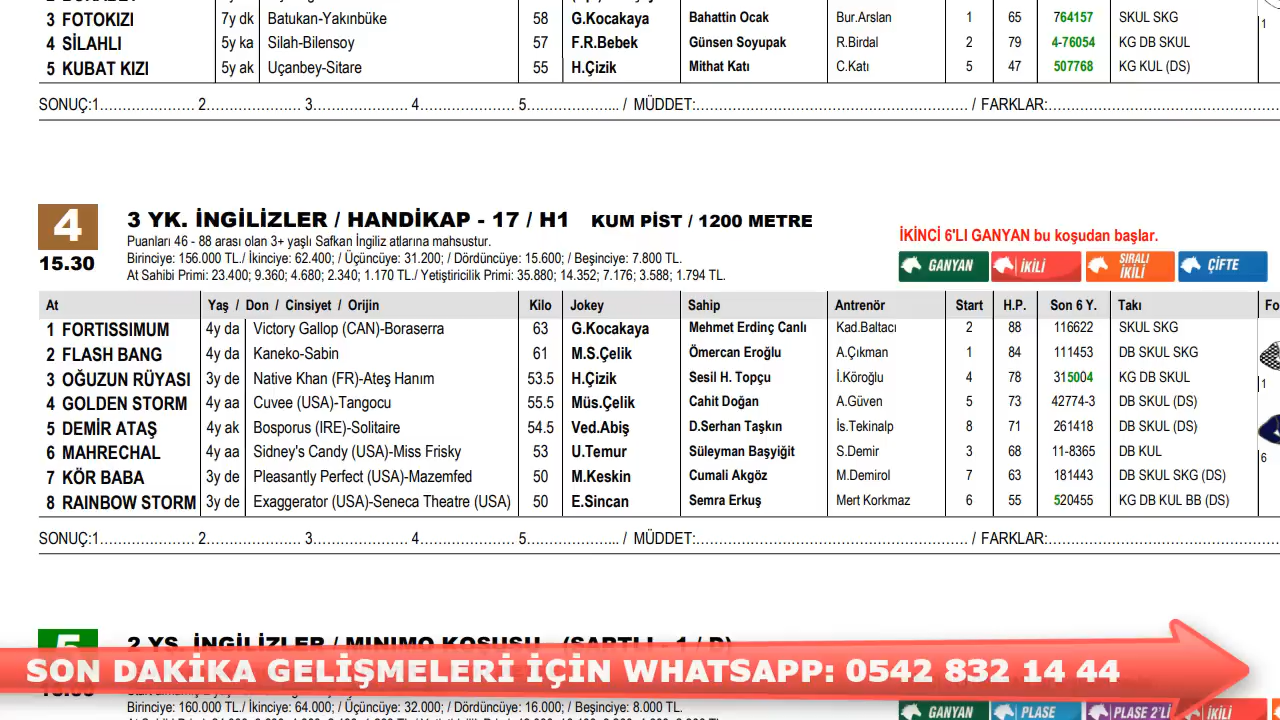 3 FOTOKIZI 7y dk Batukan-Yakınbüke 58 G.Kocakaya Bahattin Ocak Bur.Arslan 1 65 764157 SKUL SKG
1
4 SİLAHLI 5y ka Silah-Bilensoy 57 F.R.Bebek Günsen Soyupak R.Birdal 2 79 4-76054 KG DB SKUL
5 KUBAT KIZI 5y ak Uçanbey-Sitare 55 H.Çizik Mithat Katı C.Katı 5 47 507768 KG KUL (DS)
SONUÇ:1...................... 2...................... 3...................... 4...................... 5...................... / MÜDDET:............................................................... / FARKLAR:......................................................
4
15.30
3 YK. İNGİLİZLER / HANDİKAP - 17 / H1 KUM PİST / 1200 METRE
Puanları 46 - 88 arası olan 3+ yaşlı Safkan İngiliz atlarına mahsustur.
Birinciye: 156.000 TL./ İkinciye: 62.400; / Üçüncüye: 31.200; / Dördüncüye: 15.600; / Beşinciye: 7.800 TL.
At Sahibi Primi: 23.400; 9.360; 4.680; 2.340; 1.170 TL./ Yetiştiricilik Primi: 35.880; 14.352; 7.176; 3.588; 1.794 TL.
İKİNCİ 6'LI GANYAN bu koşudan başlar.
GANYAN İKİLİ SIRALI İKİLİ ÇİFTE
At Yaş / Don / Cinsiyet / Orijin Kilo Jokey Sahip Antrenör Start H.P. Son 6 Y. Takı Fo
1 FORTISSIMUM 4y da Victory Gallop (CAN)-Boraserra 63 G.Kocakaya Mehmet Erdinç Canlı Kad.Baltacı 2 88 116622 SKUL SKG
2 FLASH BANG 4y da Kaneko-Sabin 61 M.S.Çelik Ömercan Eroğlu A.Çıkman 1 84 111453 DB SKUL SKG
3 OĞUZUN RÜYASI 3y de Native Khan (FR)-Ateş Hanım 53.5 H.Çizik Sesil H. Topçu İ.Köroğlu 4 78 315004 KG DB SKUL
1
4 GOLDEN STORM 4y aa Cuvee (USA)-Tangocu 55.5 Müs.Çelik Cahit Doğan A.Güven 5 73 42774-3 DB SKUL (DS)
5 DEMİR ATAŞ 4y ak Bosporus (IRE)-Solitaire 54.5 Ved.Abiş D.Serhan Taşkın İs.Tekinalp 8 71 261418 DB SKUL (DS)
6 MAHRECHAL 4y aa Sidney's Candy (USA)-Miss Frisky 53 U.Temur Süleyman Başyiğit S.Demir 3 68 11-8365 DB KUL
6
7 KÖR BABA 3y de Pleasantly Perfect (USA)-Mazemfed 50 M.Keskin Cumali Akgöz M.Demirol 7 63 181443 DB SKUL SKG (DS)
8 RAINBOW STORM 3y de Exaggerator (USA)-Seneca Theatre (USA) 50 E.Sincan Semra Erkuş Mert Korkmaz 6 55 520455 KG DB KUL BB (DS)
SONUÇ:1...................... 2...................... 3...................... 4...................... 5...................... / MÜDDET:............................................................... / FARKLAR:......................................................
5
2 YS. İNGİLİZLER / MINIMO KOŞUSU (ŞARTLI - 1 / D)
SON DAKİKA GELİŞMELERİ İÇİN WHATSAPP: 0542 832 14 44
Birinciye: 160.000 TL./ İkinciye: 64.000; / Üçüncüye: 32.000; / Dördüncüye: 16.000; / Beşinciye: 8.000 TL.
GANYAN PLASE PLASE 2'Lİ İKİLİ